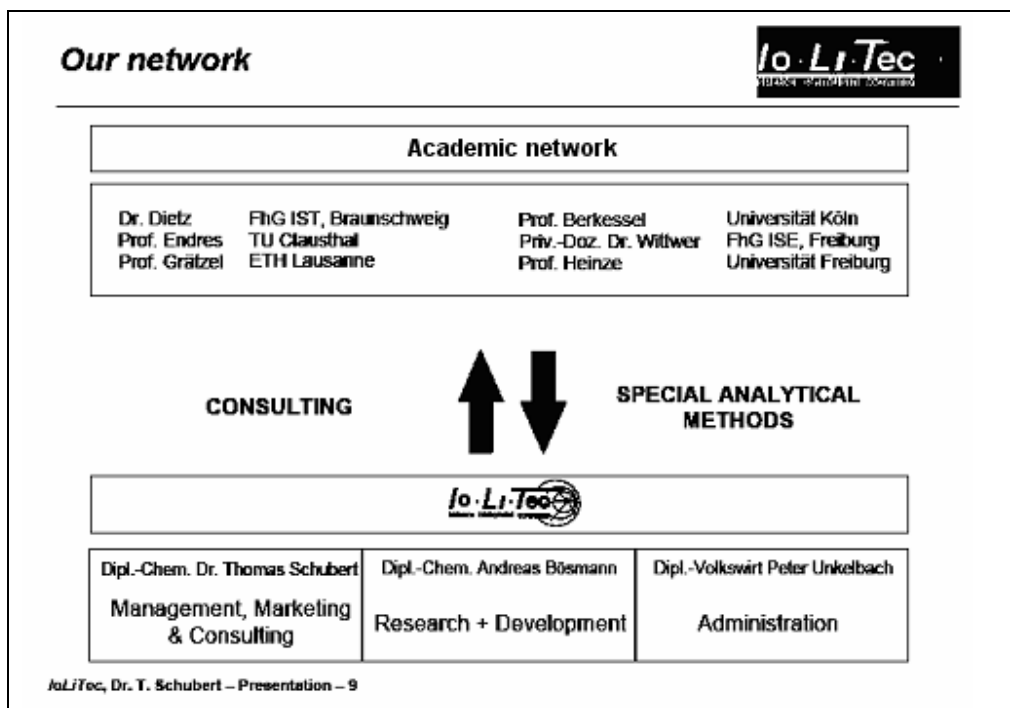 Our network
Io·Li·Tec
Academic network
Dr. Dietz FhG IST, Braunschweig
Prof. Endres TU Clausthal
Prof. Grätzel ETH Lausanne
Prof. Berkessel Universität Köln
Priv.-Doz. Dr. Wittwer FhG ISE, Freiburg
Prof. Heinze Universität Freiburg
CONSULTING
SPECIAL ANALYTICAL
METHODS
Io·Li·Tec
Dipl.-Chem. Dr. Thomas Schubert
Management, Marketing
& Consulting
Dipl.-Chem. Andreas Bösmann
Research + Development
Dipl.-Volkswirt Peter Unkelbach
Administration
IoLiTec, Dr. T. Schubert – Presentation – 9